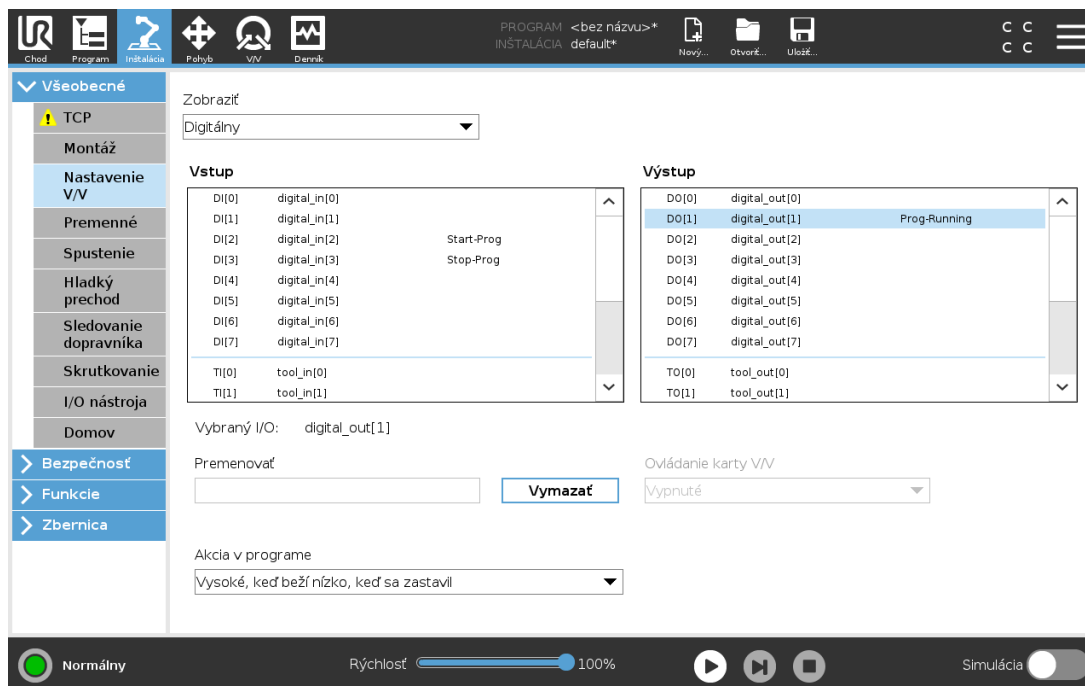 UR
PROGRAM <bez názvu>*
INŠTALÁCIA default*
Chod Program Inštalácia Pohyb V/V Denník Nový... Otvoriť... Uložiť...
C C
C C
Všeobecné
TCP
Montáž
Nastavenie
V/V
Premenné
Spustenie
Hladký
prechod
Sledovanie
dopravníka
Skrutkovanie
I/O nástroja
Domov
Bezpečnosť
Funkcie
Zbernica
Zobraziť
Digitálny
Vstup
DI[0] digital_in[0]
DI[1] digital_in[1]
DI[2] digital_in[2] Start-Prog
DI[3] digital_in[3] Stop-Prog
DI[4] digital_in[4]
DI[5] digital_in[5]
DI[6] digital_in[6]
DI[7] digital_in[7]
TI[0] tool_in[0]
TI[1] tool_in[1]
Výstup
DO[0] digital_out[0]
DO[1] digital_out[1] Prog-Running
DO[2] digital_out[2]
DO[3] digital_out[3]
DO[4] digital_out[4]
DO[5] digital_out[5]
DO[6] digital_out[6]
DO[7] digital_out[7]
TO[0] tool_out[0]
TO[1] tool_out[1]
Vybraný I/O: digital_out[1]
Premenovať
Vymazať
Ovládanie karty V/V
Vypnuté
Akcia v programe
Vysoké, keď beží nízko, keď sa zastavil
Normálny
Rýchlosť 100%
Simulácia